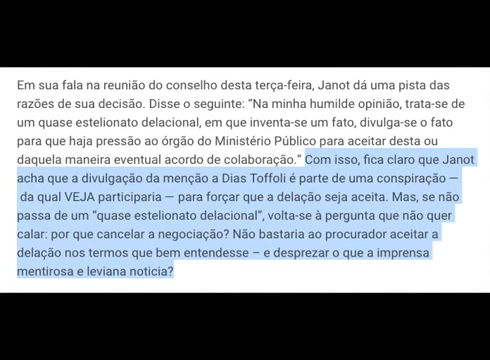 Em sua fala na reunião do conselho desta terça-feira, Janot dá uma pista das
razões de sua decisão. Disse o seguinte: “Na minha humilde opinião, trata-se de
um quase estelionato delacional, em que inventa-se um fato, divulga-se o fato
para que haja pressão ao órgão do Ministério Público para aceitar desta ou
daquela maneira eventual acordo de colaboração.” Com isso, fica claro que Janot
acha que a divulgação da menção a Dias Toffoli é parte de uma conspiração —
da qual VEJA participaria — para forçar que a delação seja aceita. Mas, se não
passa de um “quase estelionato delacional”, volta-se à pergunta que não quer
calar: por que cancelar a negociação? Não bastaria ao procurador aceitar a
delação nos termos que bem entendesse – e desprezar o que a imprensa
mentirosa e leviana noticia?